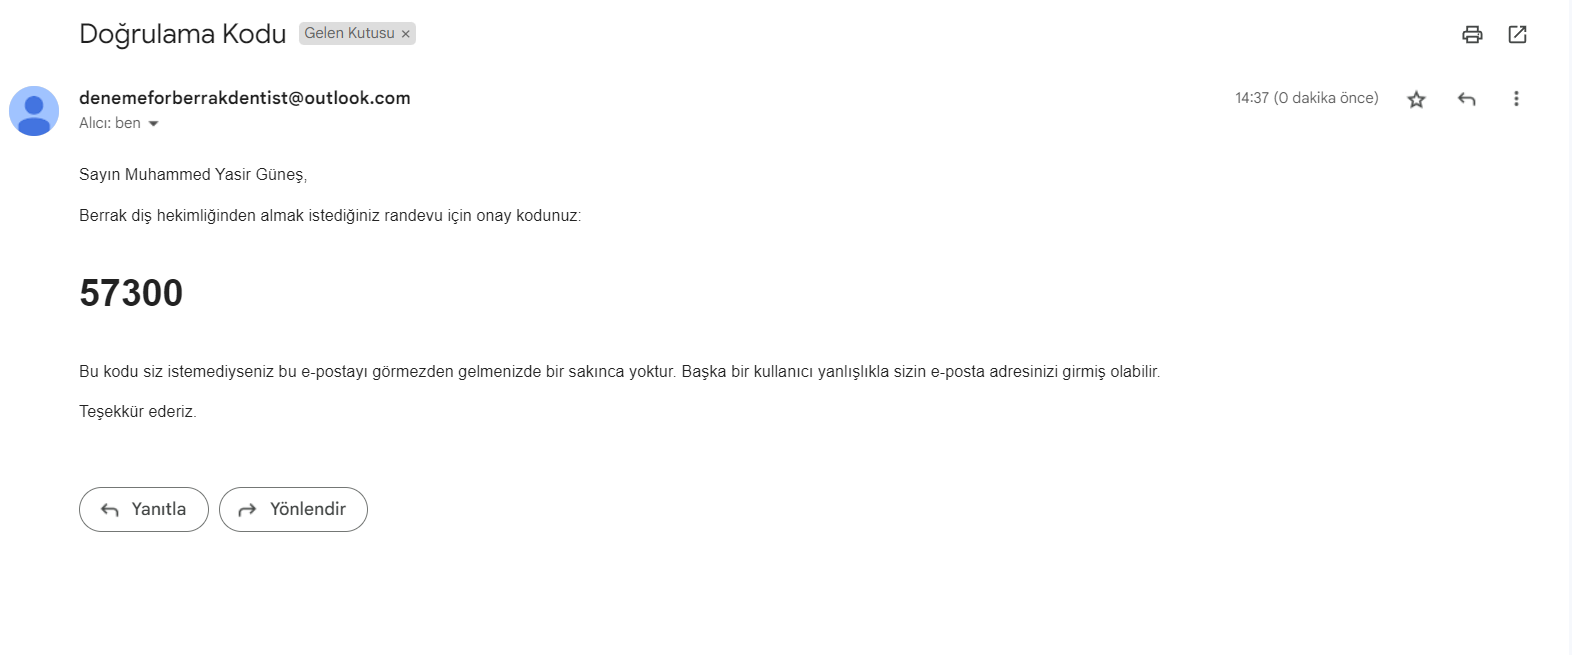 Doğrulama Kodu Gelen Kutusu ×
denemeforberrakdentist@outlook.com 14:37 (0 dakika önce)
Alıcı: ben
Sayın Muhammed Yasir Güneş,
Berrak diş hekimliğinden almak istediğiniz randevu için onay kodunuz:
57300
Bu kodu siz istemediyseniz bu e-postayı görmezden gelmenizde bir sakınca yoktur. Başka bir kullanıcı yanlışlıkla sizin e-posta adresinizi girmiş olabilir.
Teşekkür ederiz.
Yanıtla Yönlendir